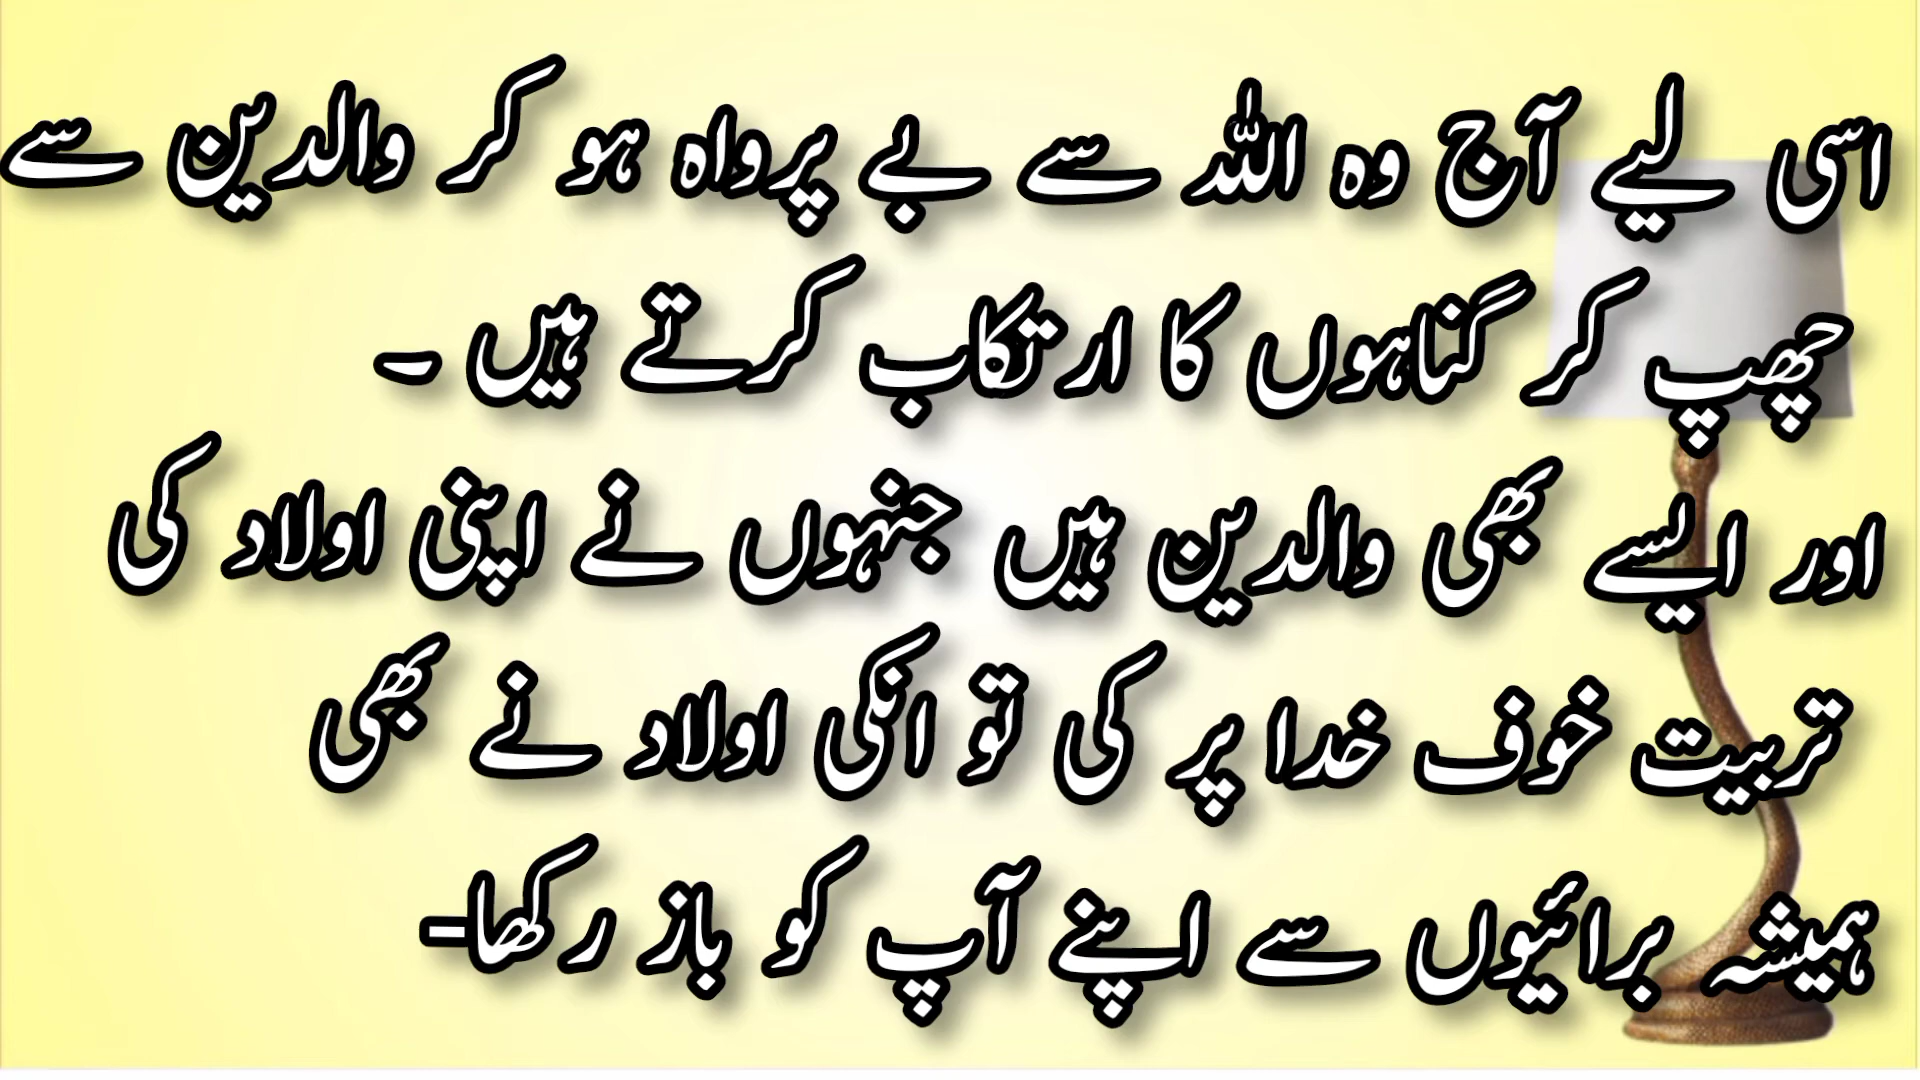 اسی لیے آج وہ اللہ سے بے پرواہ ہو کر والدین سے
چھپ کر گناہوں کا ارتکاب کرتے ہیں ۔
اور ایسے بھی والدین ہیں جنہوں نے اپنی اولاد کی
تربیت خوف خدا پر کی تو انکی اولاد نے بھی
ہمیشہ برائیوں سے اپنے آپ کو باز رکھا-